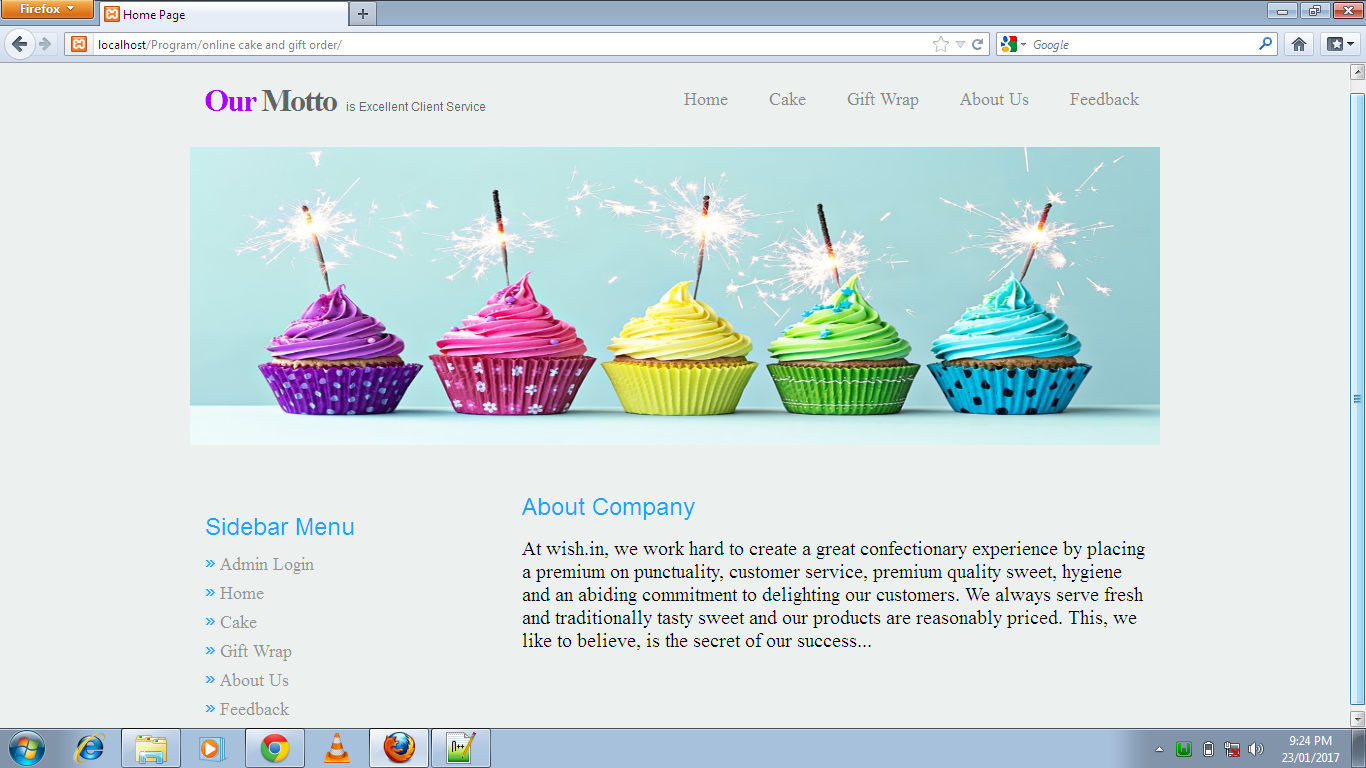 Firefox
Home Page
localhost/Program/online cake and gift order/
Google
Our Motto is Excellent Client Service
Home Cake Gift Wrap About Us Feedback
About Company
At wish.in, we work hard to create a great confectionary experience by placing
a premium on punctuality, customer service, premium quality sweet, hygiene
and an abiding commitment to delighting our customers. We always serve fresh
and traditionally tasty sweet and our products are reasonably priced. This, we
like to believe, is the secret of our success...
Sidebar Menu
» Admin Login
» Home
» Cake
» Gift Wrap
» About Us
» Feedback
9:24 PM
23/01/2017